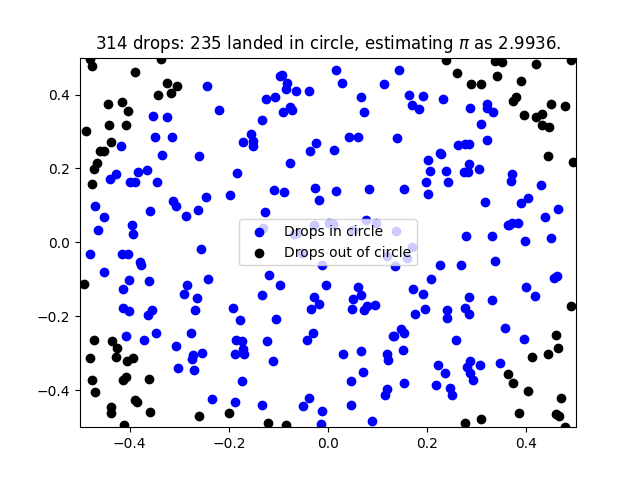 314 drops: 235 landed in circle, estimating π as 2.9936.
0.4
0.2
0.0
−0.2
−0.4
Drops in circle
Drops out of circle
−0.4 −0.2 0.0 0.2 0.4